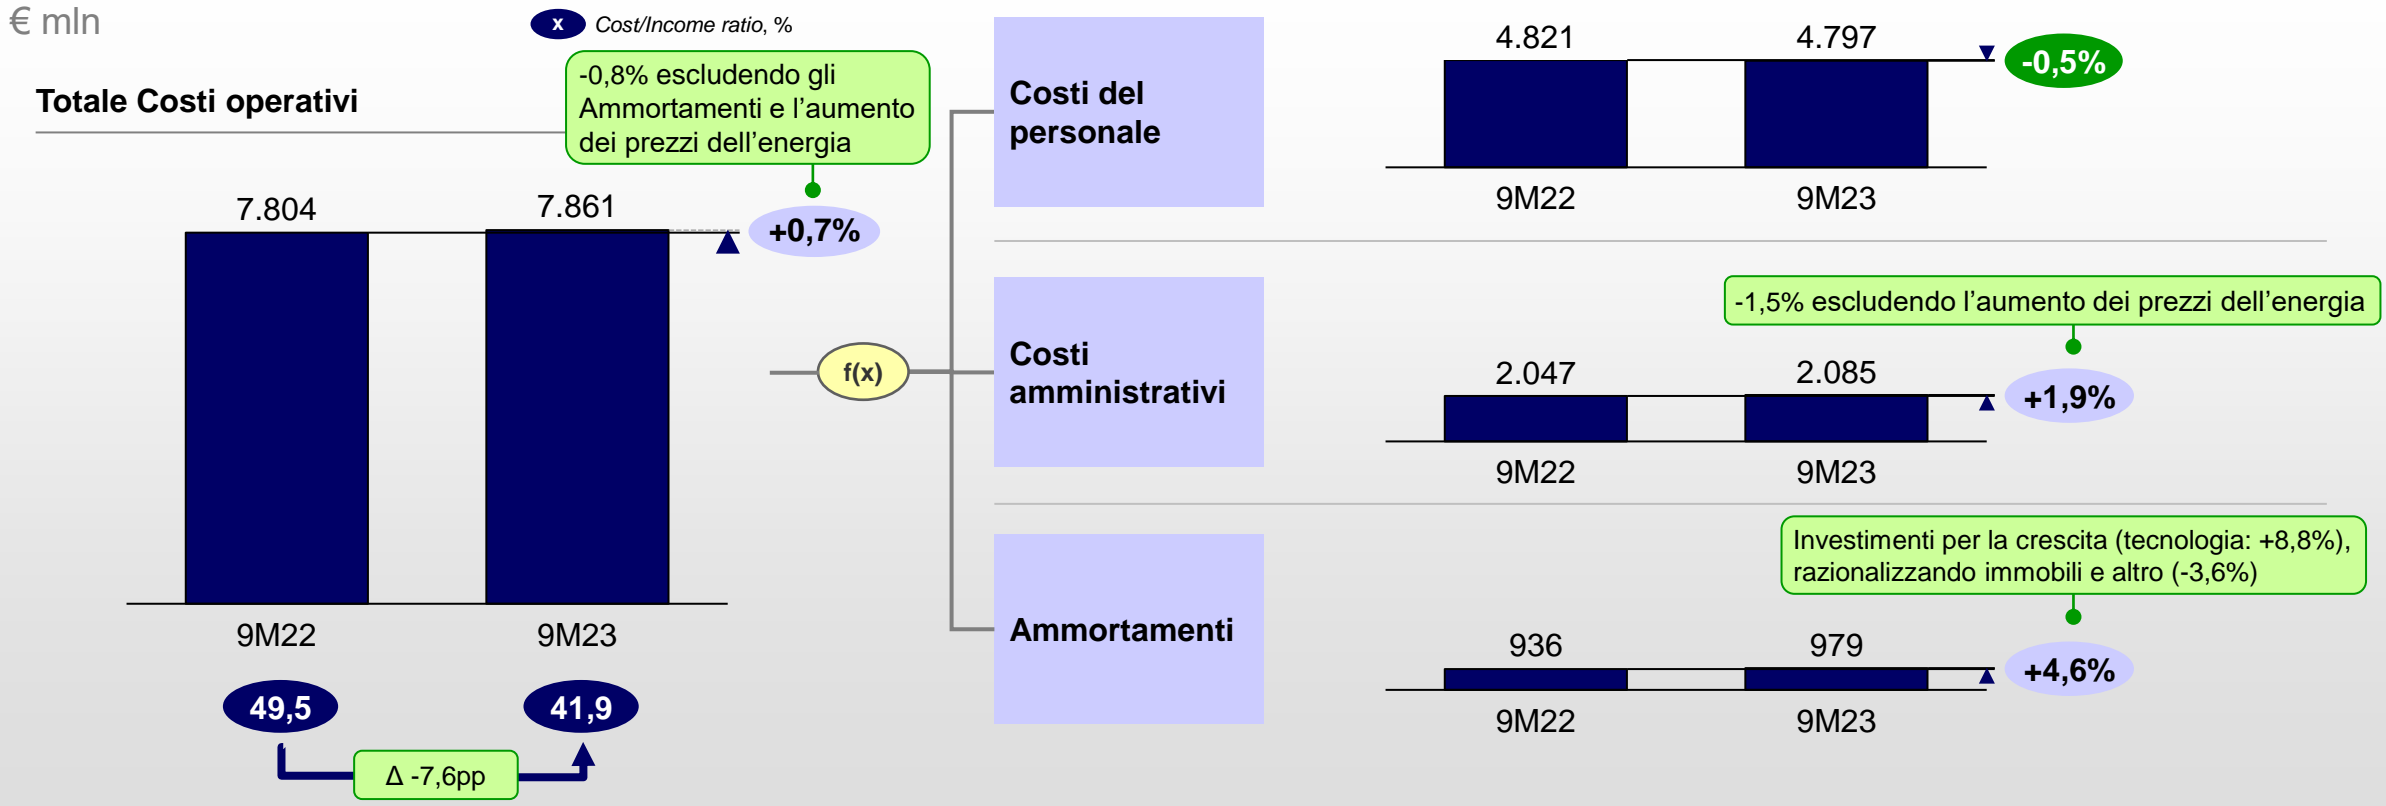 € mln
x Cost/Income ratio, %
Totale Costi operativi
-0,8% escludendo gli
Ammortamenti e l’aumento
dei prezzi dell’energia
7.804
7.861
+0,7%
9M22
9M23
49,5
41,9
Δ -7,6pp
f(x)
Costi del
personale
4.821
4.797
-0,5%
9M22
9M23
Costi
amministrativi
-1,5% escludendo l’aumento dei prezzi dell’energia
2.047
2.085
+1,9%
9M22
9M23
Ammortamenti
Investimenti per la crescita (tecnologia: +8,8%),
razionalizzando immobili e altro (-3,6%)
936
979
+4,6%
9M22
9M23